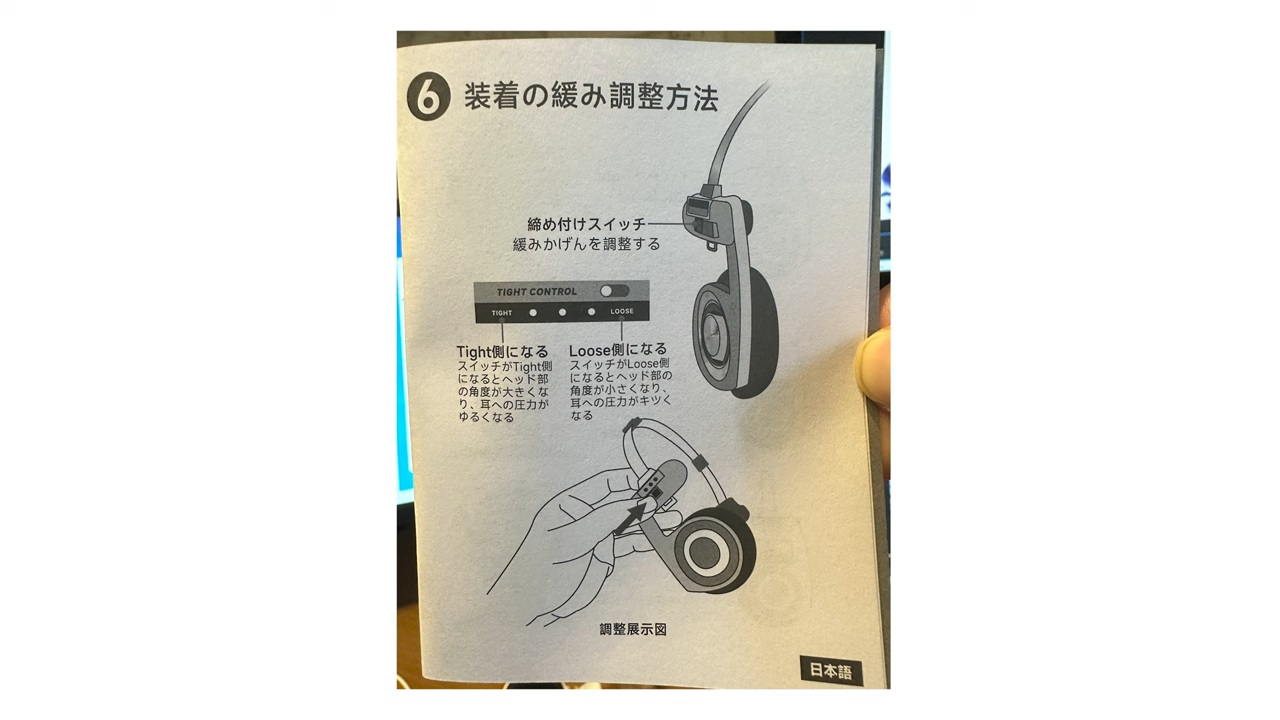 6 装着の緩み調整方法
締め付けスイッチ
緩みかげんを調整する
TIGHT CONTROL
TIGHT
LOOSE
Tight側になる
スイッチがTight側
になるとヘッド部
の角度が大きくな
り、耳への圧力が
ゆるくなる
Loose側になる
スイッチがLoose側
になるとヘッド部の
角度が小さくなり、
耳への圧力がキツく
なる
R
調整展示図
日本語